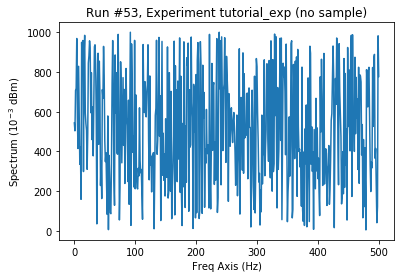 Run #53, Experiment tutorial_exp (no sample)
Spectrum (10⁻³ dBm)
1000
800
600
400
200
0
0 100 200 300 400 500
Freq Axis (Hz)